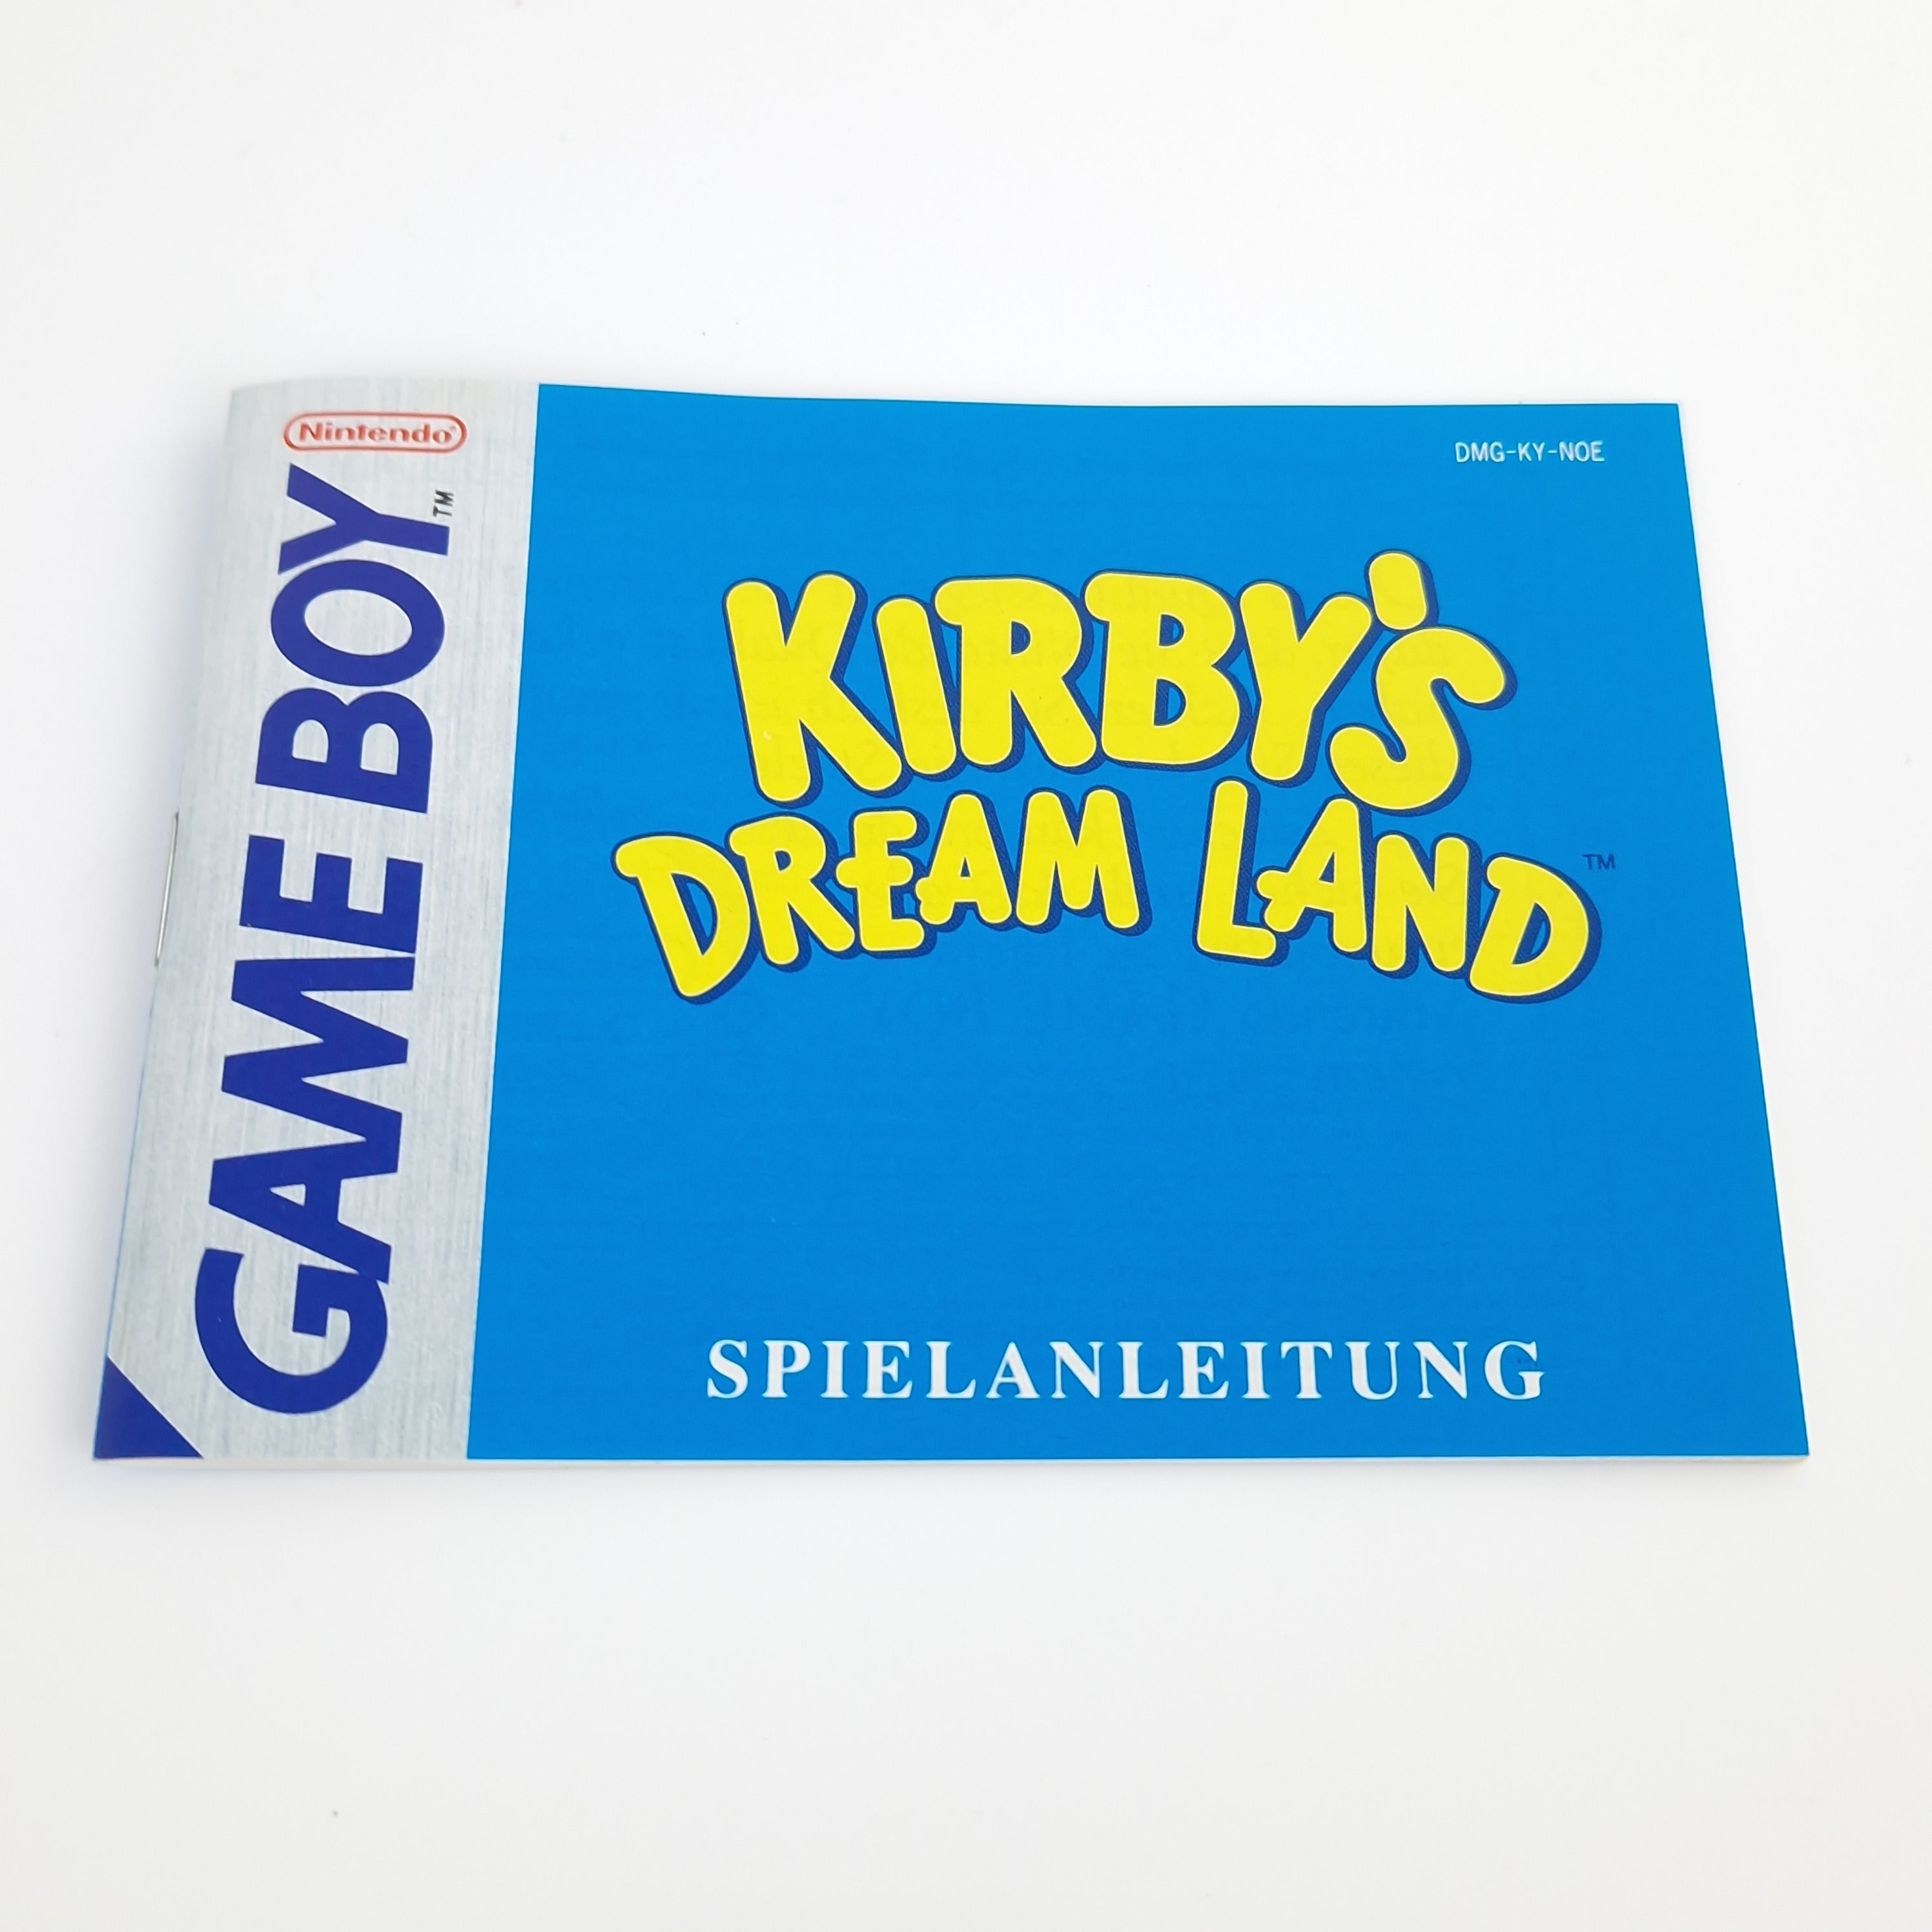 Nintendo®
GAME BOY™
DMG-KY-NOE
KIRBY'S
DREAM LAND™
SPIELANLEITUNG